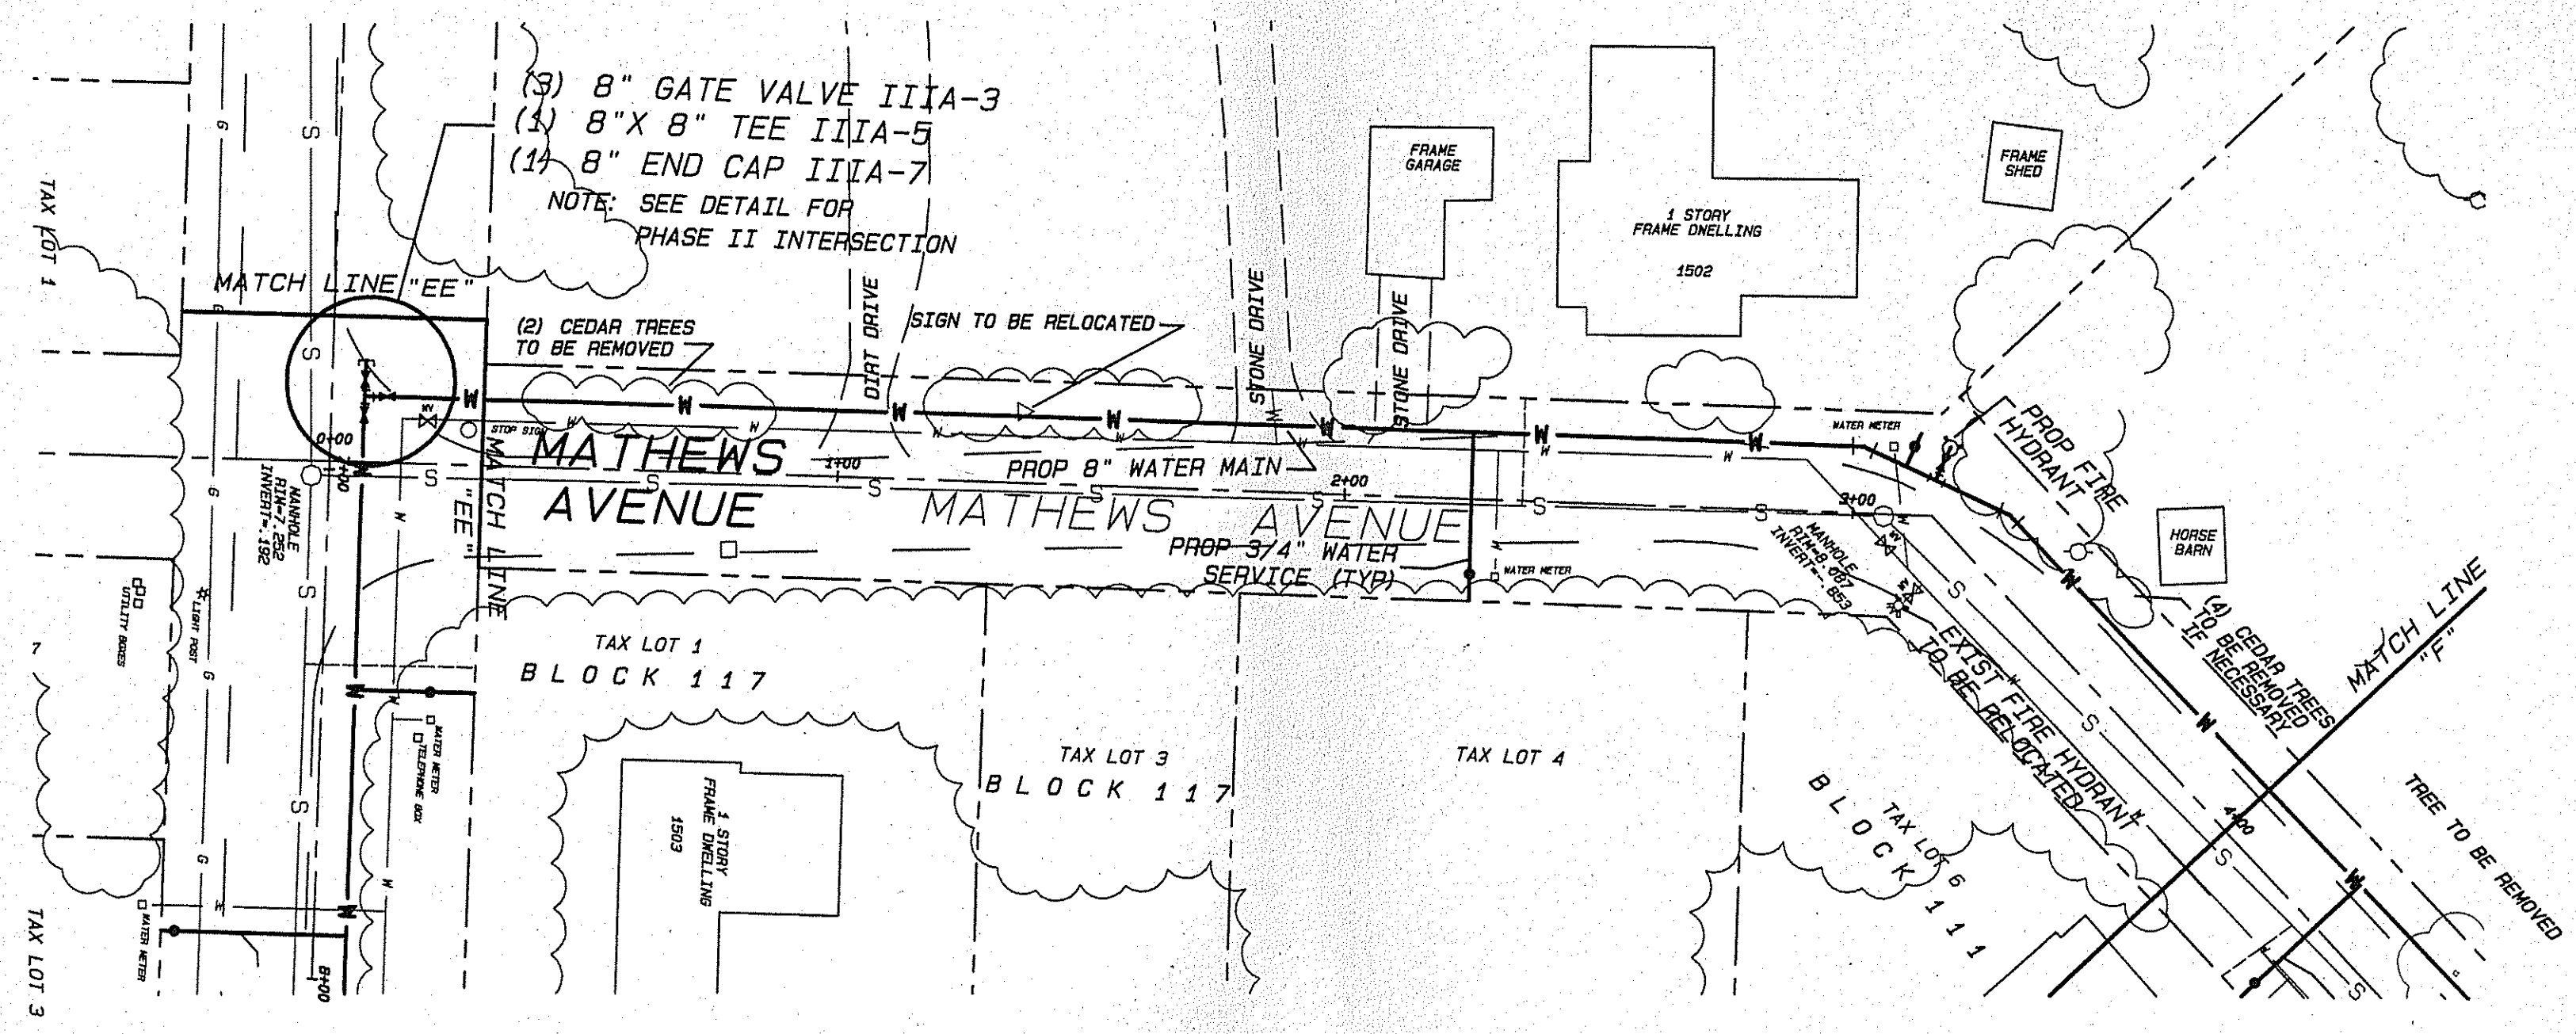 (3) 8" GATE VALVE IIIA-3
(1) 8"X 8" TEE IIIA-5
(1) 8" END CAP IIIA-7
NOTE: SEE DETAIL FOR
PHASE II INTERSECTION
MATCH LINE "EE"
TAX LOT 1
(2) CEDAR TREES
TO BE REMOVED
DIRT DRIVE
SIGN TO BE RELOCATED
STONE DRIVE
STONE DRIVE
FRAME
GARAGE
1 STORY
FRAME DWELLING
1502
FRAME
SHED
WV
STOP SIGN
0+00
MANHOLE
RIM=7.252
INVERT=.192
MATCH LINE
"EE"
MATHEWS
AVENUE
1+00
PROP 8" WATER MAIN
2+00
MATHEWS AVENUE
PROP 3/4" WATER
SERVICE (TYP)
WATER METER
WATER METER
3+00
MANHOLE
RIM=8.087
INVERT=-.853
WV
PROP FIRE
HYDRANT
HORSE
BARN
(4) CEDAR TREES
TO BE REMOVED
IF NECESSARY
MATCH LINE
"F"
EXIST FIRE HYDRANT
TO BE RELOCATED
4+00
TREE TO BE REMOVED
UTILITY BOXES
LIGHT POST
7
TAX LOT 1
BLOCK 117
TAX LOT 3
BLOCK 117
TAX LOT 4
TAX LOT 6
BLOCK 111
WATER METER
TELEPHONE BOX
1 STORY
FRAME DWELLING
1503
WATER METER
8+00
TAX LOT 3